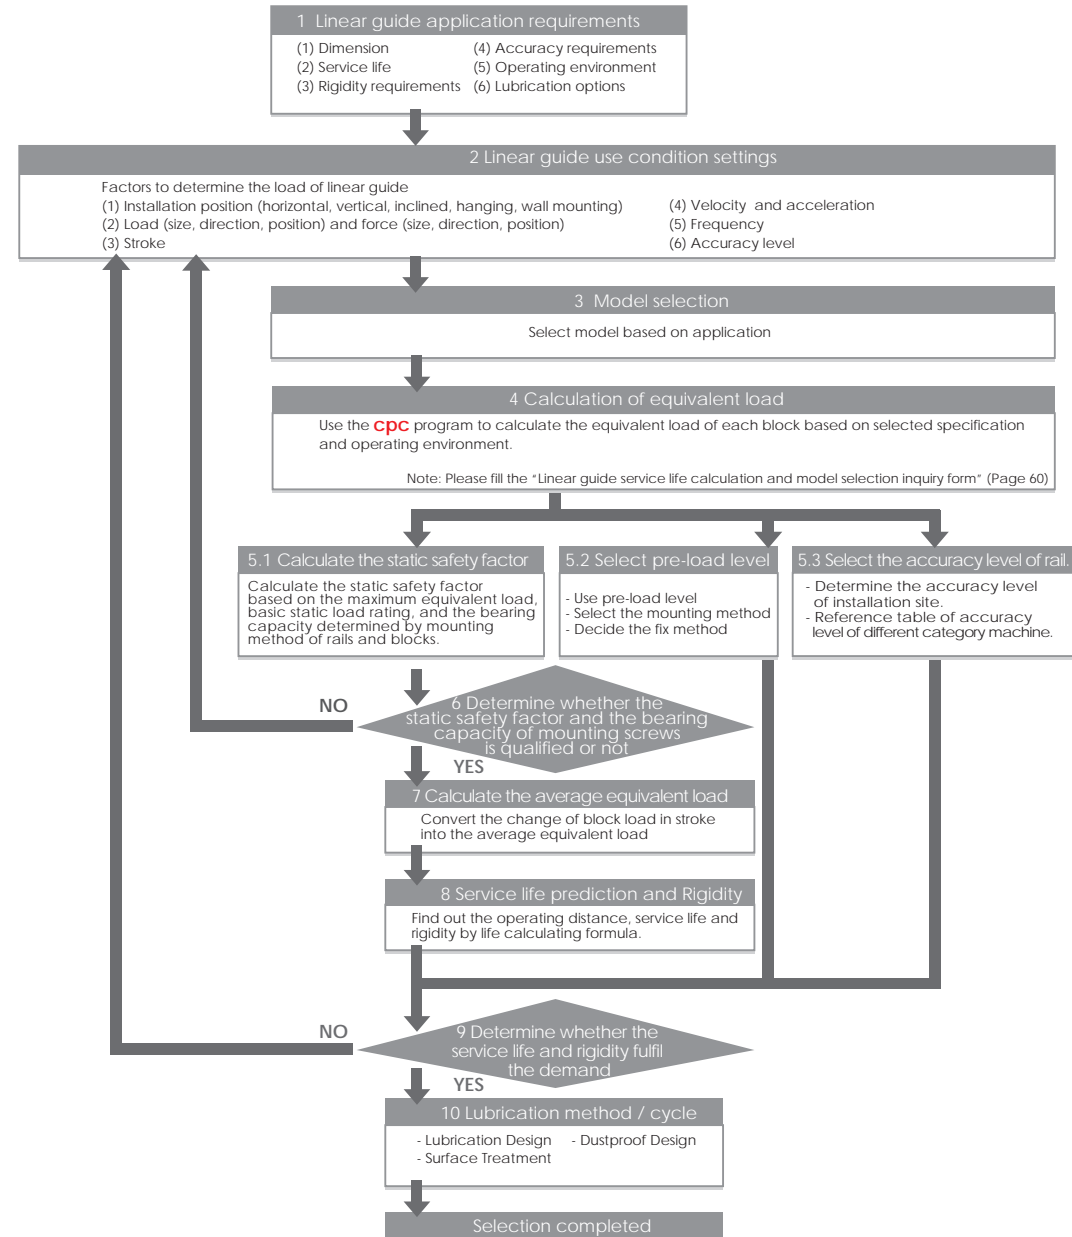 1 Linear guide application requirements
(1) Dimension
(2) Service life
(3) Rigidity requirements
(4) Accuracy requirements
(5) Operating environment
(6) Lubrication options
2 Linear guide use condition settings
Factors to determine the load of linear guide
(1) Installation position (horizontal, vertical, inclined, hanging, wall mounting)
(2) Load (size, direction, position) and force (size, direction, position)
(3) Stroke
(4) Velocity and acceleration
(5) Frequency
(6) Accuracy level
3 Model selection
Select model based on application
4 Calculation of equivalent load
Use the cpc program to calculate the equivalent load of each block based on selected specification
and operating environment.
Note: Please fill the "Linear guide service life calculation and model selection inquiry form" (Page 60)
5.1 Calculate the static safety factor
Calculate the static safety factor
based on the maximum equivalent load,
basic static load rating, and the bearing
capacity determined by mounting
method of rails and blocks.
5.2 Select pre-load level
- Use pre-load level
- Select the mounting method
- Decide the fix method
5.3 Select the accuracy level of rail.
- Determine the accuracy level
of installation site.
- Reference table of accuracy
level of different category machine.
NO
6 Determine whether the
static safety factor and the bearing
capacity of mounting screws
is qualified or not
YES
7 Calculate the average equivalent load
Convert the change of block load in stroke
into the average equivalent load
8 Service life prediction and Rigidity
Find out the operating distance, service life and
rigidity by life calculating formula.
NO
9 Determine whether the
service life and rigidity fulfil
the demand
YES
10 Lubrication method / cycle
- Lubrication Design
- Dustproof Design
- Surface Treatment
Selection completed